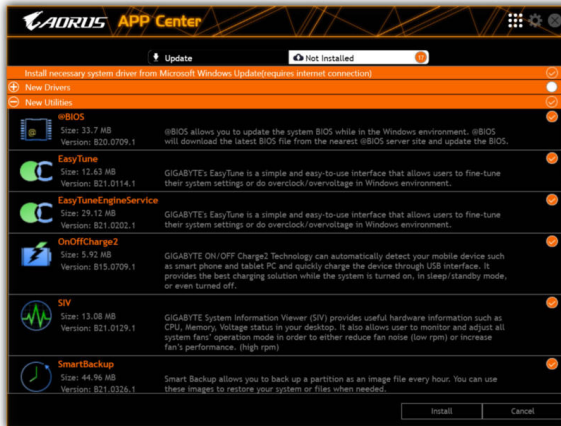 AORUS APP Center
Update
Not Installed
17
Install necessary system driver from Microsoft Windows Update(requires internet connection)
New Drivers
New Utilities
@BIOS
Size: 33.7 MB
Version: B20.0709.1
@BIOS allows you to update the system BIOS while in the Windows environment. @BIOS
will download the latest BIOS file from the nearest @BIOS server site and update the BIOS.
EasyTune
Size: 12.63 MB
Version: B21.0114.1
GIGABYTE's EasyTune is a simple and easy-to-use interface that allows users to fine-tune
their system settings or do overclock/overvoltage in Windows environment.
EasyTuneEngineService
Size: 29.12 MB
Version: B21.0202.1
GIGABYTE's EasyTune is a simple and easy-to-use interface that allows users to fine-tune
their system settings or do overclock/overvoltage in Windows environment.
OnOffCharge2
Size: 5.92 MB
Version: B15.0709.1
GIGABYTE ON/OFF Charge2 Technology can automatically detect your mobile device such
as smart phone and tablet PC and quickly charge the device through USB interface. It
provides the best charging solution while the system is turned on, in sleep/standby mode,
or even turned off.
SIV
Size: 13.08 MB
Version: B21.0129.1
GIGABYTE System Information Viewer (SIV) provides useful hardware information such as
CPU, Memory, Voltage status in your desktop. It also allows user to monitor and adjust all
system fans' operation mode in order to either reduce fan noise (low rpm) or increase
fan's performance. (high rpm)
SmartBackup
Size: 44.96 MB
Version: B21.0326.1
Smart Backup allows you to back up a partition as an image file every hour. You can use
these images to restore your system or files when needed.
Install
Cancel